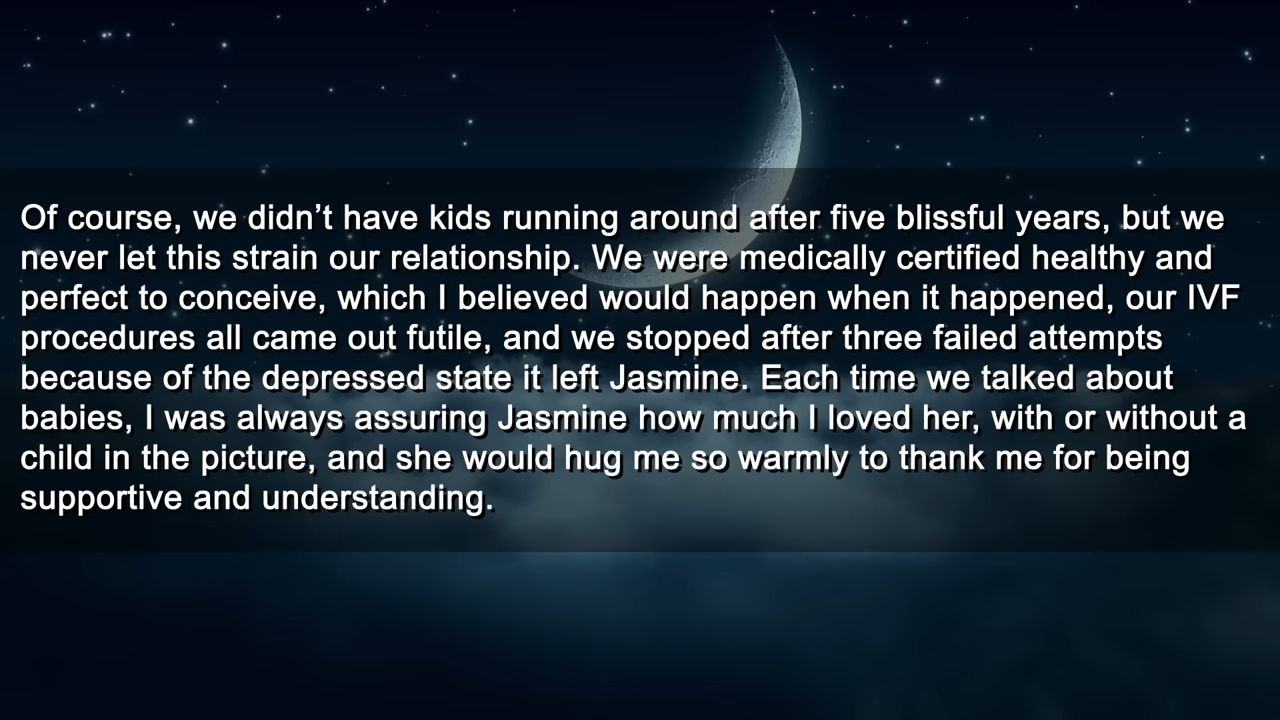 Of course, we didn’t have kids running around after five blissful years, but we
never let this strain our relationship. We were medically certified healthy and
perfect to conceive, which I believed would happen when it happened, our IVF
procedures all came out futile, and we stopped after three failed attempts
because of the depressed state it left Jasmine. Each time we talked about
babies, I was always assuring Jasmine how much I loved her, with or without a
child in the picture, and she would hug me so warmly to thank me for being
supportive and understanding.